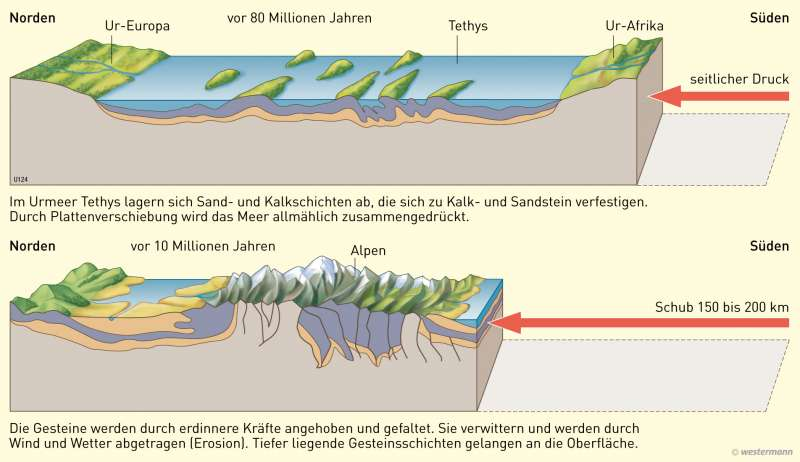 Norden vor 80 Millionen Jahren Süden
Ur-Europa Tethys Ur-Afrika
seitlicher Druck
U124
Im Urmeer Tethys lagern sich Sand- und Kalkschichten ab, die sich zu Kalk- und Sandstein verfestigen.
Durch Plattenverschiebung wird das Meer allmählich zusammengedrückt.
Norden vor 10 Millionen Jahren Süden
Alpen
Schub 150 bis 200 km
Die Gesteine werden durch erdinnere Kräfte angehoben und gefaltet. Sie verwittern und werden durch
Wind und Wetter abgetragen (Erosion). Tiefer liegende Gesteinsschichten gelangen an die Oberfläche.
© westermann